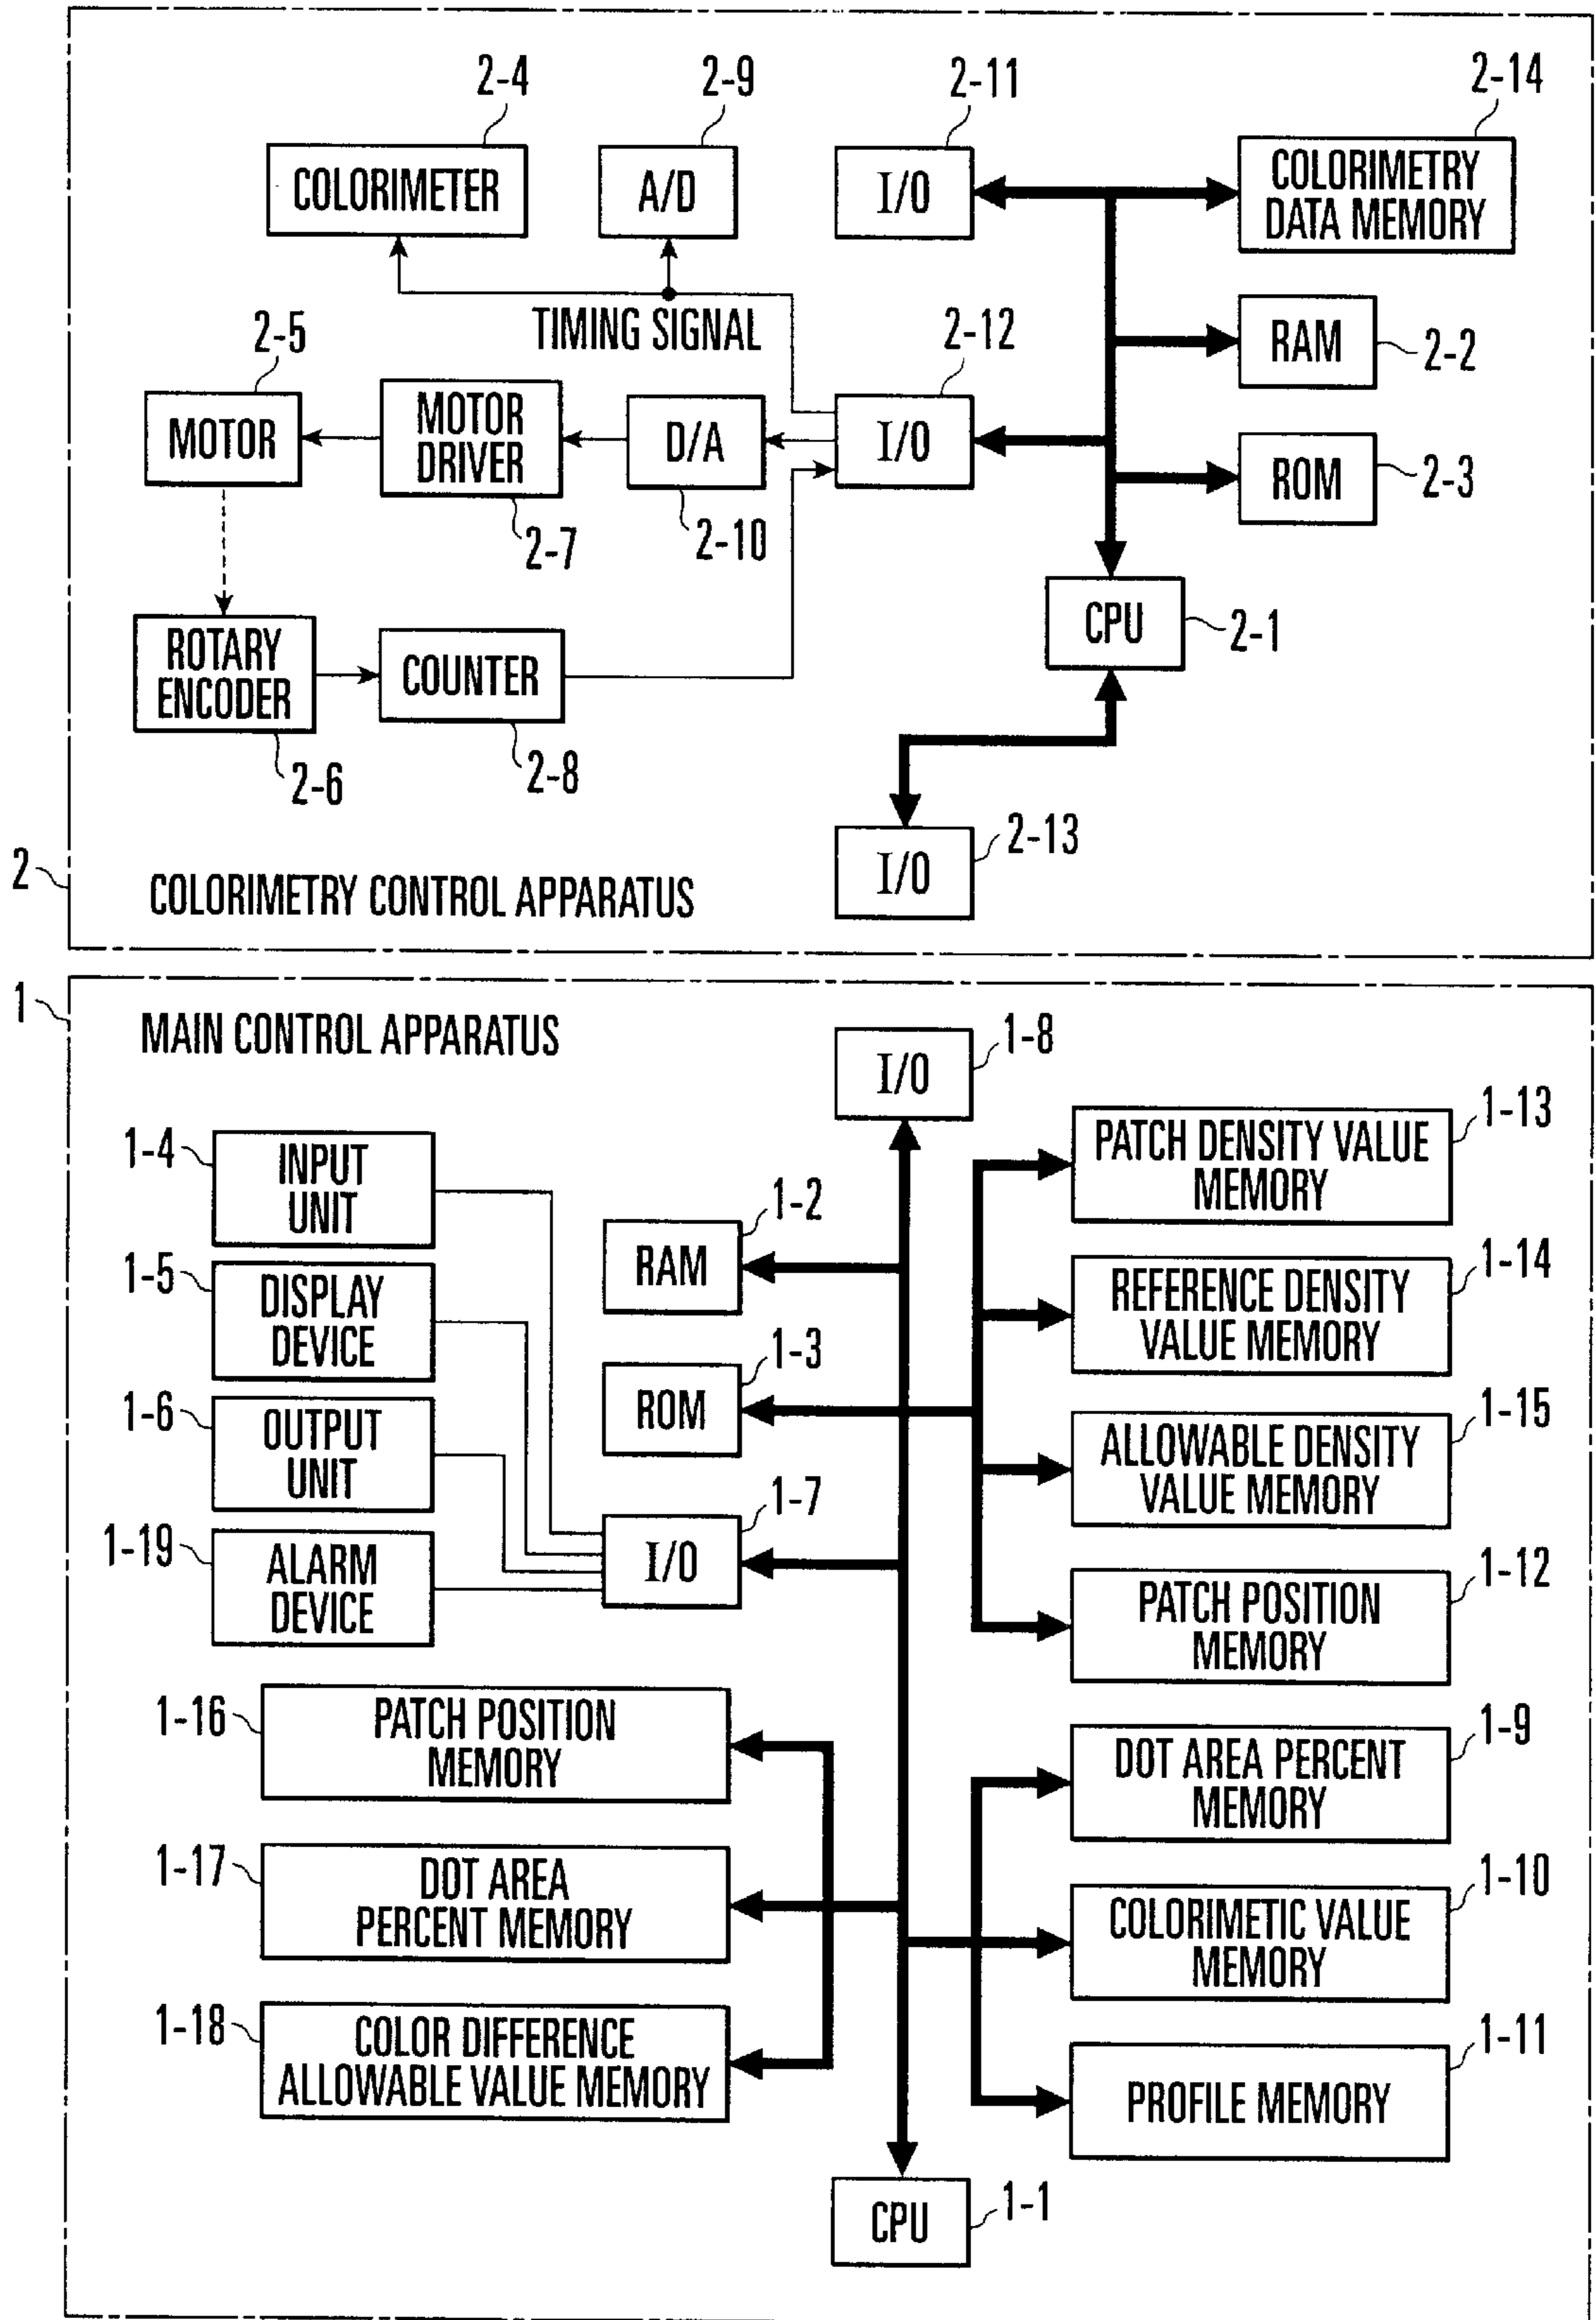 2-4
2-9
2-11
2-14
COLORIMETER
A/D
I/O
COLORIMETRY
DATA MEMORY
TIMING SIGNAL
2-5
2-12
RAM
2-2
MOTOR
MOTOR
DRIVER
D/A
I/O
ROM
2-3
2-7
2-10
CPU
2-1
ROTARY
ENCODER
COUNTER
2-6
2-8
I/O
2-13
2
COLORIMETRY CONTROL APPARATUS
1
MAIN CONTROL APPARATUS
I/O
1-8
1-4
INPUT
UNIT
1-5
DISPLAY
DEVICE
1-6
OUTPUT
UNIT
1-19
ALARM
DEVICE
1-2
RAM
1-3
ROM
1-7
I/O
1-13
PATCH DENSITY VALUE
MEMORY
1-14
REFERENCE DENSITY
VALUE MEMORY
1-15
ALLOWABLE DENSITY
VALUE MEMORY
1-12
PATCH POSITION
MEMORY
1-16
PATCH POSITION
MEMORY
1-17
DOT AREA
PERCENT MEMORY
1-18
COLOR DIFFERENCE
ALLOWABLE VALUE MEMORY
1-9
DOT AREA PERCENT
MEMORY
1-10
COLORIMETIC VALUE
MEMORY
1-11
PROFILE MEMORY
CPU
1-1